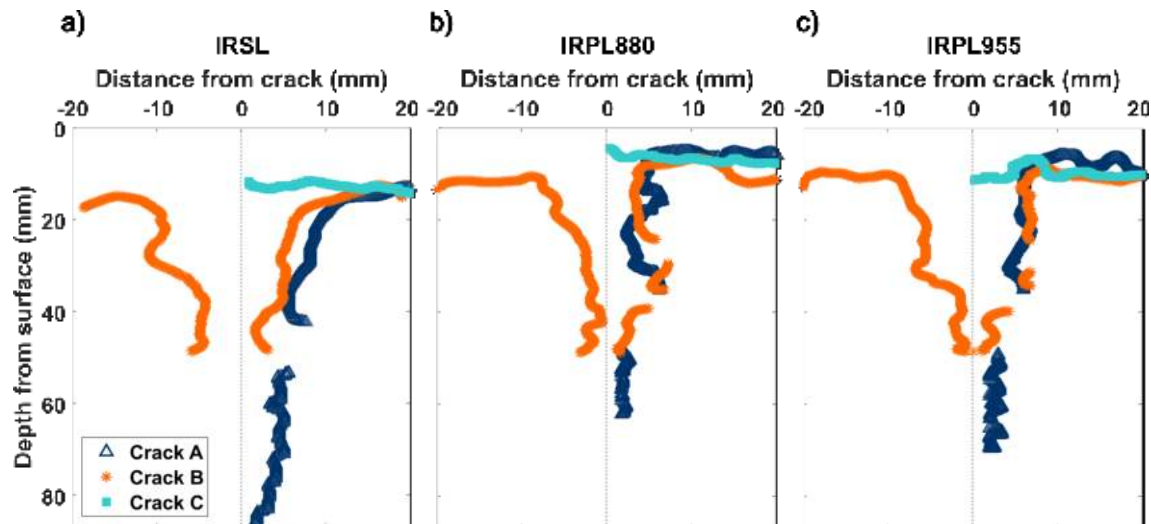 a)
IRSL
Distance from crack (mm)
-20 -10 0 10 20
b)
IRPL880
Distance from crack (mm)
-10 0 10 20
c)
IRPL955
Distance from crack (mm)
-10 0 10 20
Depth from surface (mm)
0
20
40
60
80
Crack A
Crack B
Crack C